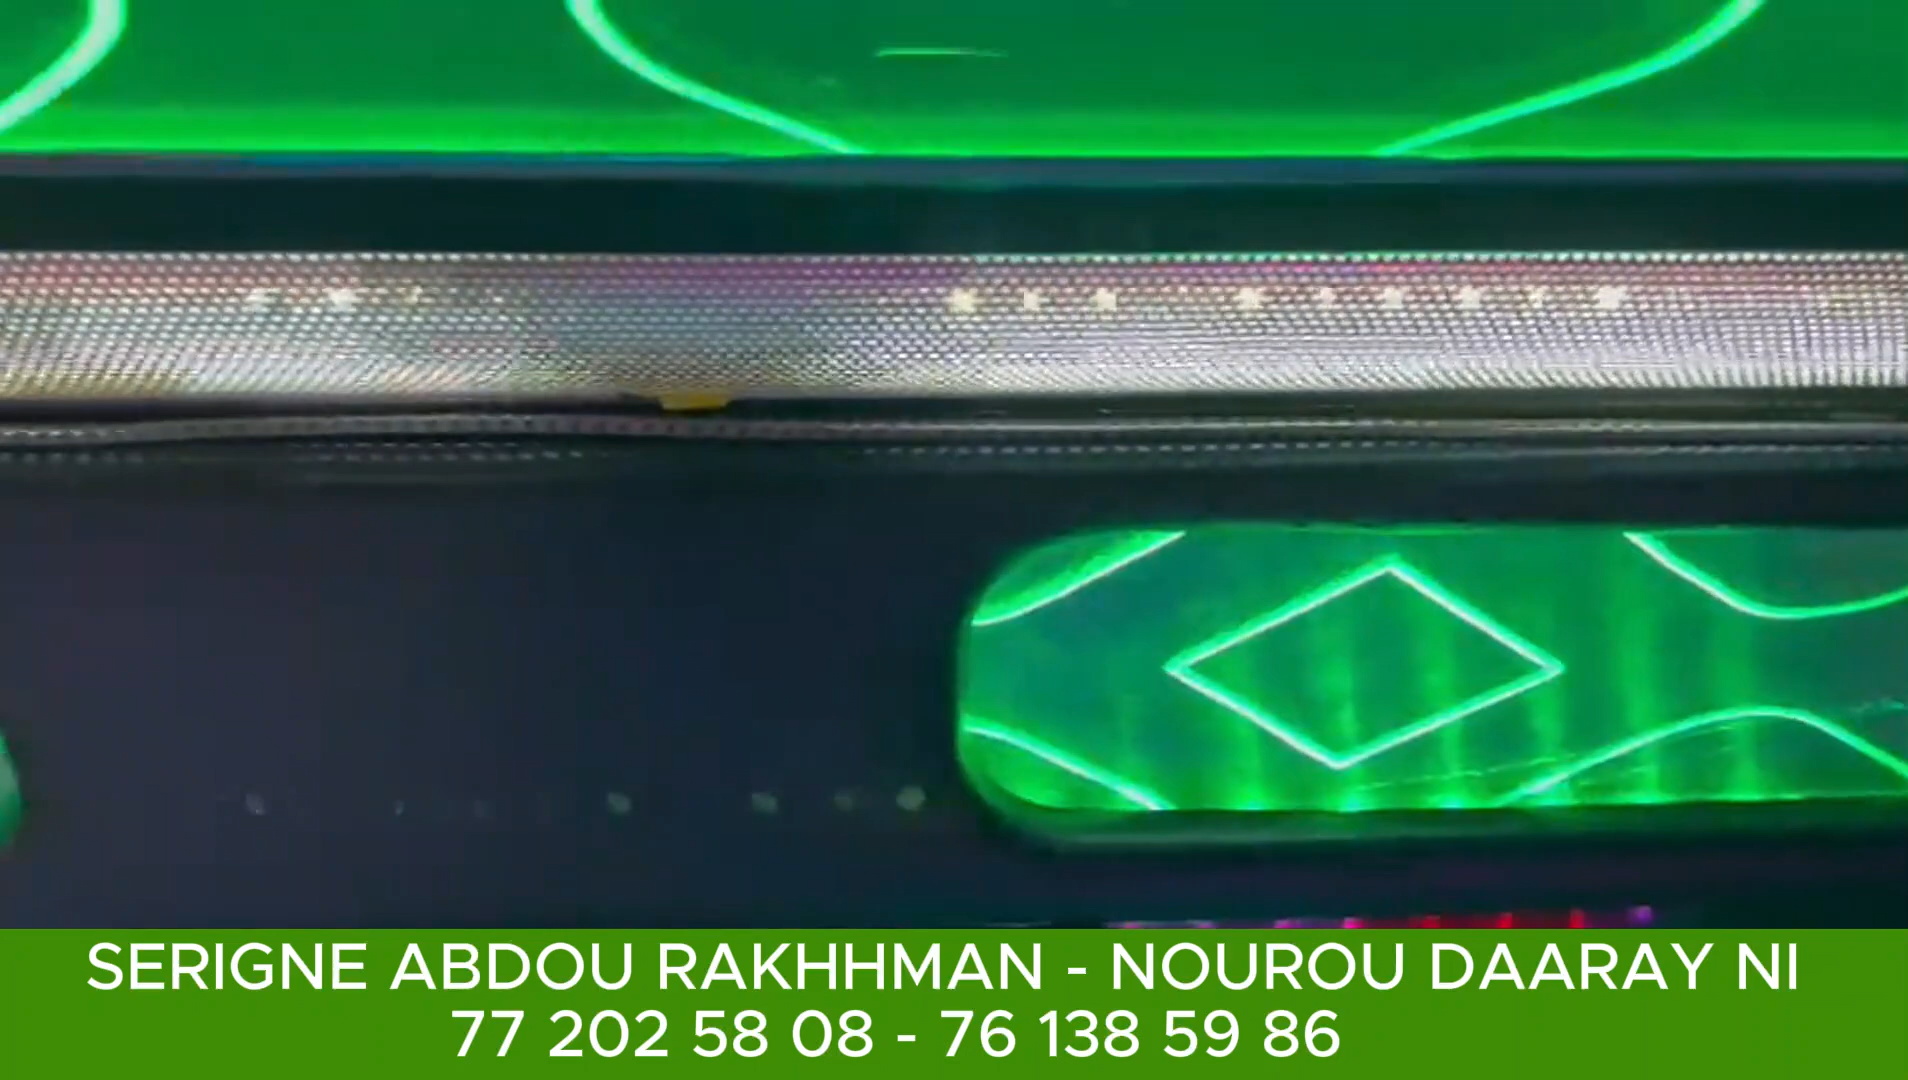 SERIGNE ABDOU RAKHHMAN - NOUROU DAARAY NI
77 202 58 08 - 76 138 59 86